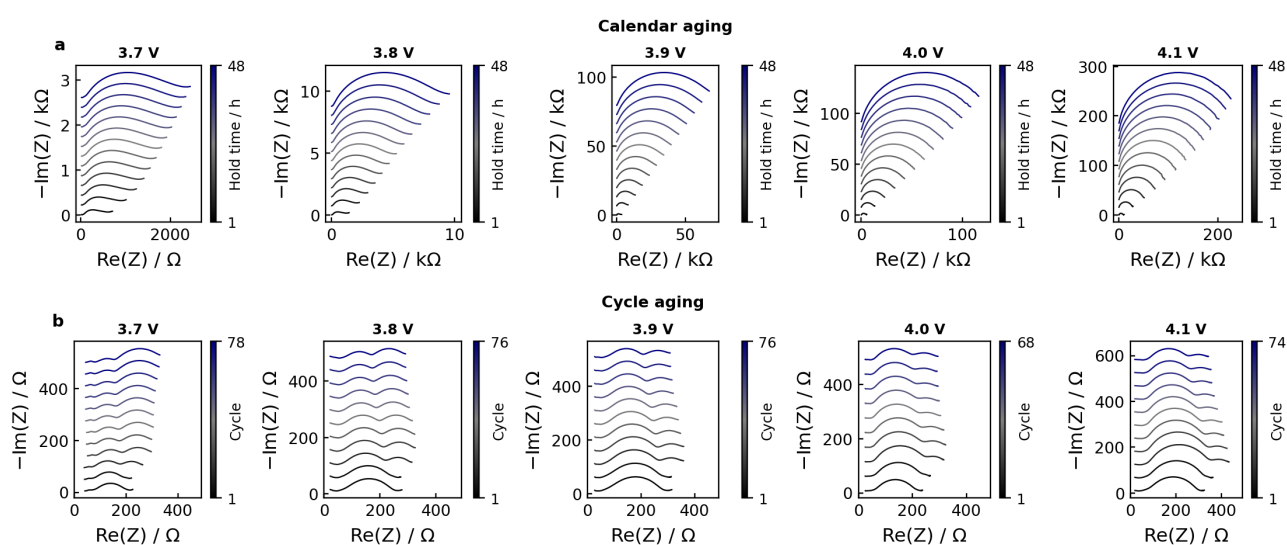 Calendar aging
a
3.7 V
3.8 V
3.9 V
4.0 V
4.1 V
−Im(Z) / kΩ
3
2
1
0
0
2000
Re(Z) / Ω
48
Hold time / h
1
−Im(Z) / kΩ
10
5
0
0
10
Re(Z) / kΩ
48
Hold time / h
1
−Im(Z) / kΩ
100
50
0
0
50
Re(Z) / kΩ
48
Hold time / h
1
−Im(Z) / kΩ
100
50
0
0
100
Re(Z) / kΩ
48
Hold time / h
1
−Im(Z) / kΩ
300
200
100
0
0
200
Re(Z) / kΩ
48
Hold time / h
1
Cycle aging
b
3.7 V
3.8 V
3.9 V
4.0 V
4.1 V
−Im(Z) / Ω
400
200
0
0
200
400
Re(Z) / Ω
78
Cycle
1
−Im(Z) / Ω
400
200
0
0
200
400
Re(Z) / Ω
76
Cycle
1
−Im(Z) / Ω
400
200
0
0
200
400
Re(Z) / Ω
76
Cycle
1
−Im(Z) / Ω
400
200
0
0
200
400
Re(Z) / Ω
68
Cycle
1
−Im(Z) / Ω
600
400
200
0
0
200
400
Re(Z) / Ω
74
Cycle
1